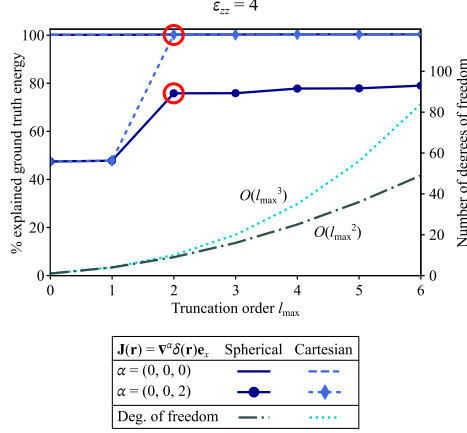 ε_zz = 4
% explained ground truth energy
100
80
60
40
20
0
0 1 2 3 4 5 6
Truncation order l_max
Number of degrees of freedom
100
80
60
40
20
0
O(l_max^3)
O(l_max^2)
J(r) = ∇^α δ(r)e_x Spherical Cartesian
α = (0, 0, 0)
α = (0, 0, 2)
Deg. of freedom